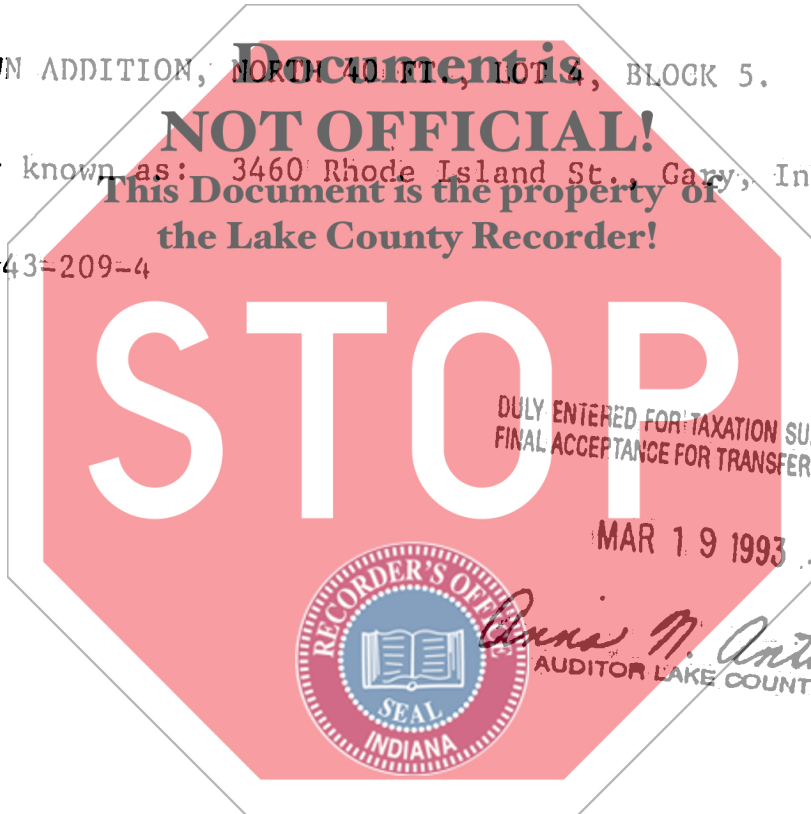 N ADDITION, NORTH 40 FT., LOT 4, BLOCK 5.
Document is
NOT OFFICIAL!
known as: 3460 Rhode Island St., Gary, In
This Document is the property of
the Lake County Recorder!
43-209-4
STOP
DULY ENTERED FOR TAXATION SU
FINAL ACCEPTANCE FOR TRANSFER
MAR 19 1993
Anna N. Ant
AUDITOR LAKE COUNT
RECORDER'S OFFICE
SEAL
INDIANA